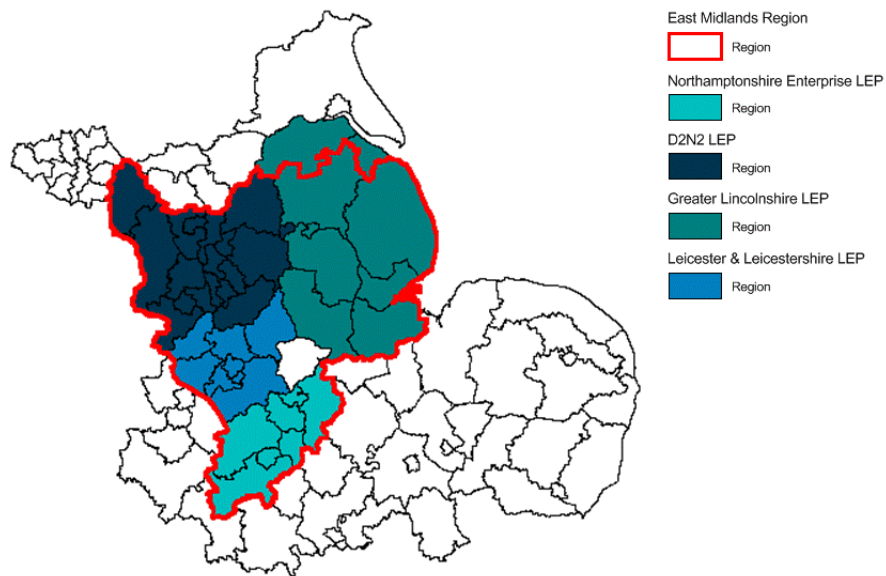 East Midlands Region
Region
Northamptonshire Enterprise LEP
Region
D2N2 LEP
Region
Greater Lincolnshire LEP
Region
Leicester & Leicestershire LEP
Region